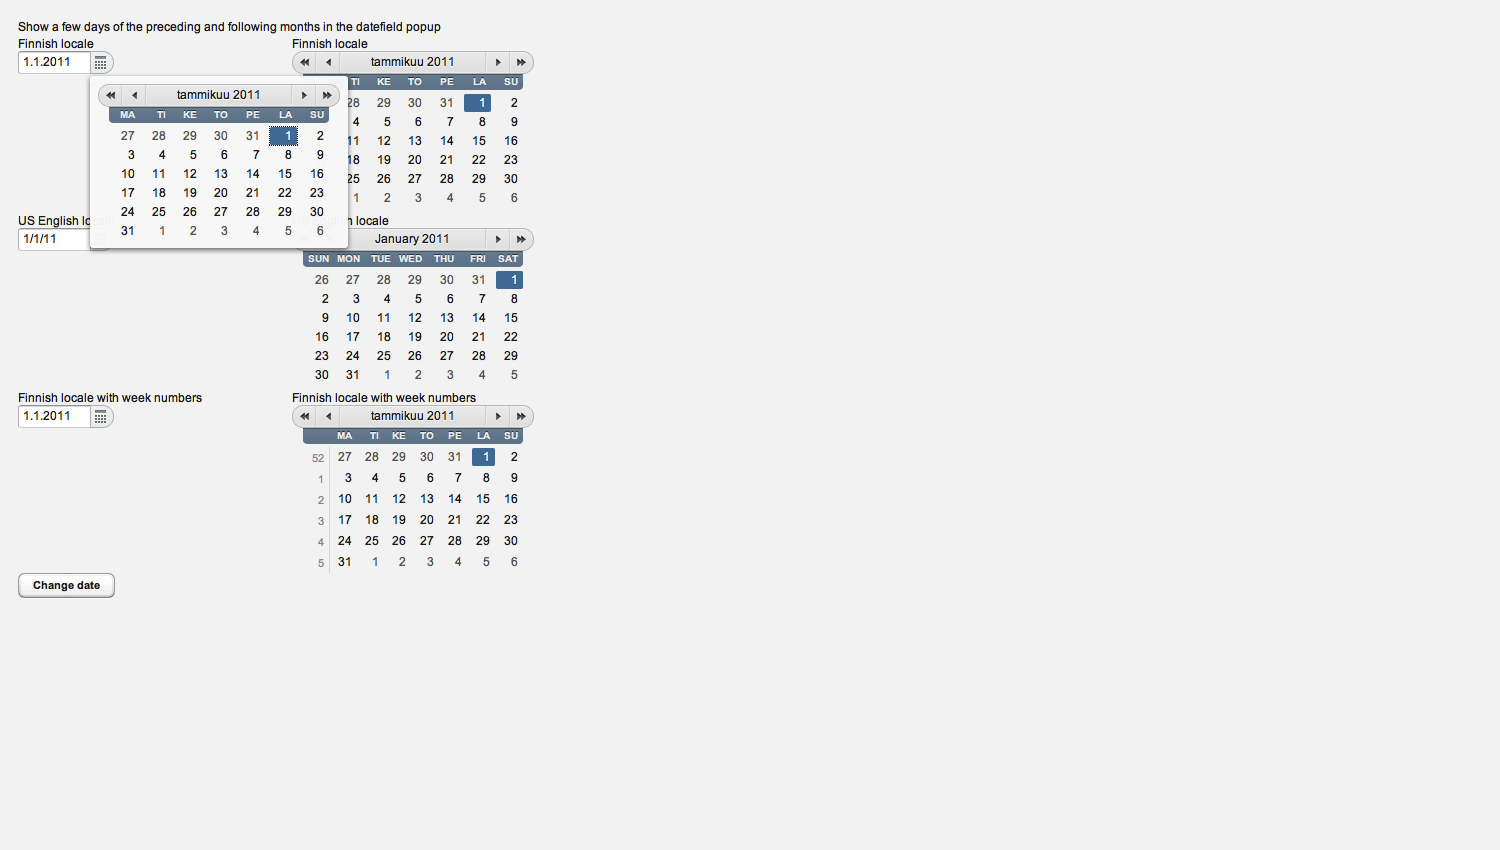 Show a few days of the preceding and following months in the datefield popup
Finnish locale
1.1.2011
tammikuu 2011
MA TI KE TO PE LA SU
27 28 29 30 31 1 2
3 4 5 6 7 8 9
10 11 12 13 14 15 16
17 18 19 20 21 22 23
24 25 26 27 28 29 30
31 1 2 3 4 5 6
Finnish locale
tammikuu 2011
TI KE TO PE LA SU
28 29 30 31 1 2
4 5 6 7 8 9
11 12 13 14 15 16
18 19 20 21 22 23
25 26 27 28 29 30
1 2 3 4 5 6
US English locale
1/1/11
US English locale
January 2011
SUN MON TUE WED THU FRI SAT
26 27 28 29 30 31 1
2 3 4 5 6 7 8
9 10 11 12 13 14 15
16 17 18 19 20 21 22
23 24 25 26 27 28 29
30 31 1 2 3 4 5
Finnish locale with week numbers
1.1.2011
Finnish locale with week numbers
tammikuu 2011
MA TI KE TO PE LA SU
52 27 28 29 30 31 1 2
1 3 4 5 6 7 8 9
2 10 11 12 13 14 15 16
3 17 18 19 20 21 22 23
4 24 25 26 27 28 29 30
5 31 1 2 3 4 5 6
Change date